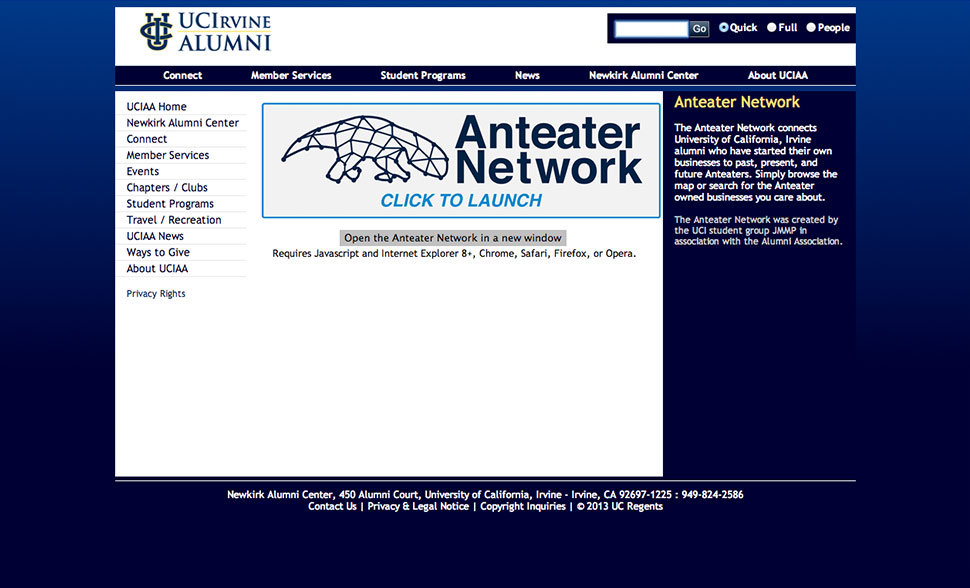 UCIRVINE
ALUMNI
Go
Quick
Full
People
Connect
Member Services
Student Programs
News
Newkirk Alumni Center
About UCIAA
UCIAA Home
Newkirk Alumni Center
Connect
Member Services
Events
Chapters / Clubs
Student Programs
Travel / Recreation
UCIAA News
Ways to Give
About UCIAA
Privacy Rights
Anteater
Network
CLICK TO LAUNCH
Open the Anteater Network in a new window
Requires Javascript and Internet Explorer 8+, Chrome, Safari, Firefox, or Opera.
Anteater Network
The Anteater Network connects
University of California, Irvine
alumni who have started their own
businesses to past, present, and
future Anteaters. Simply browse the
map or search for the Anteater
owned businesses you care about.
The Anteater Network was created by
the UCI student group JMMP in
association with the Alumni Association.
Newkirk Alumni Center, 450 Alumni Court, University of California, Irvine - Irvine, CA 92697-1225 : 949-824-2586
Contact Us | Privacy & Legal Notice | Copyright Inquiries | © 2013 UC Regents